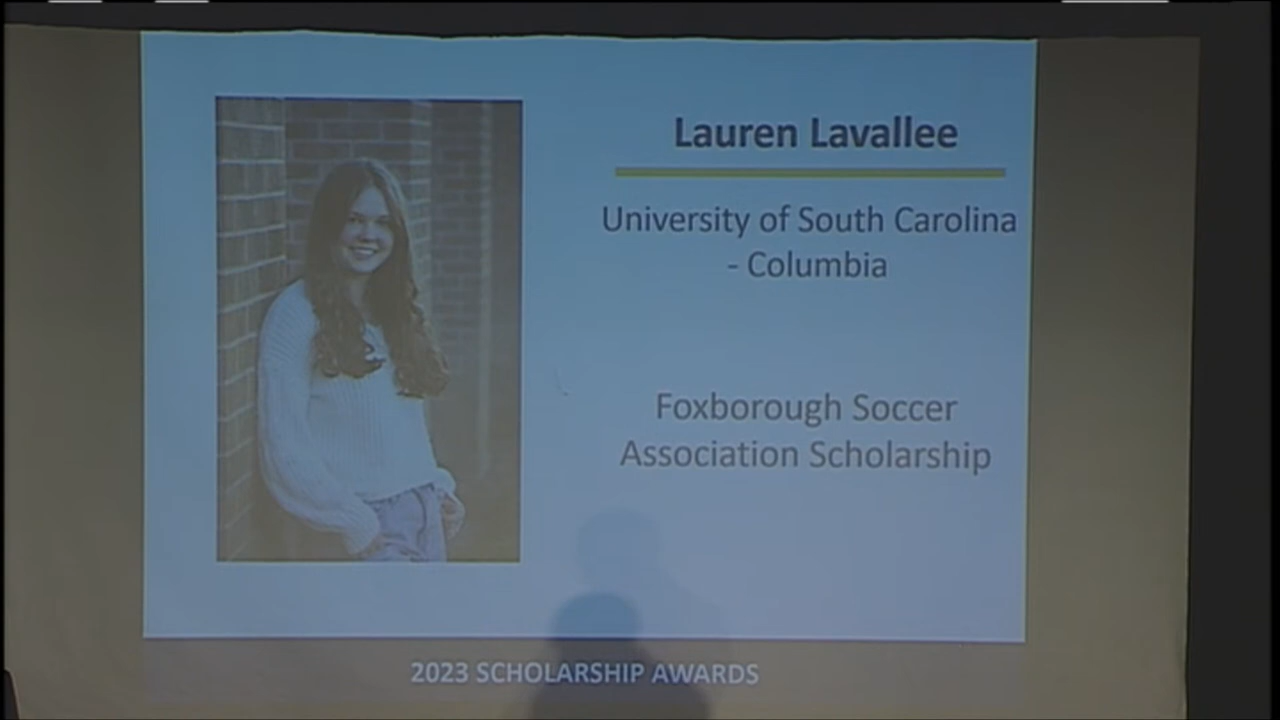 Lauren Lavallee
University of South Carolina
- Columbia
Foxborough Soccer
Association Scholarship
2023 SCHOLARSHIP AWARDS